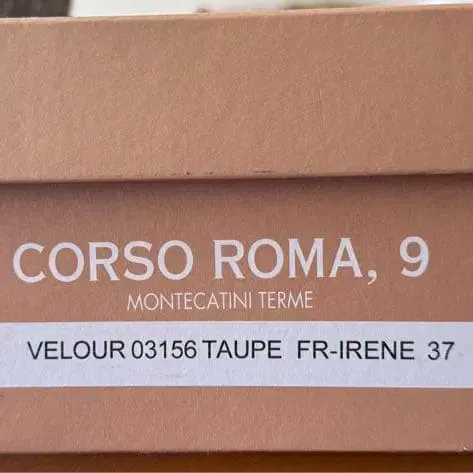 CORSO ROMA, 9
MONTECATINI TERME
VELOUR 03156 TAUPE FR-IRENE 37